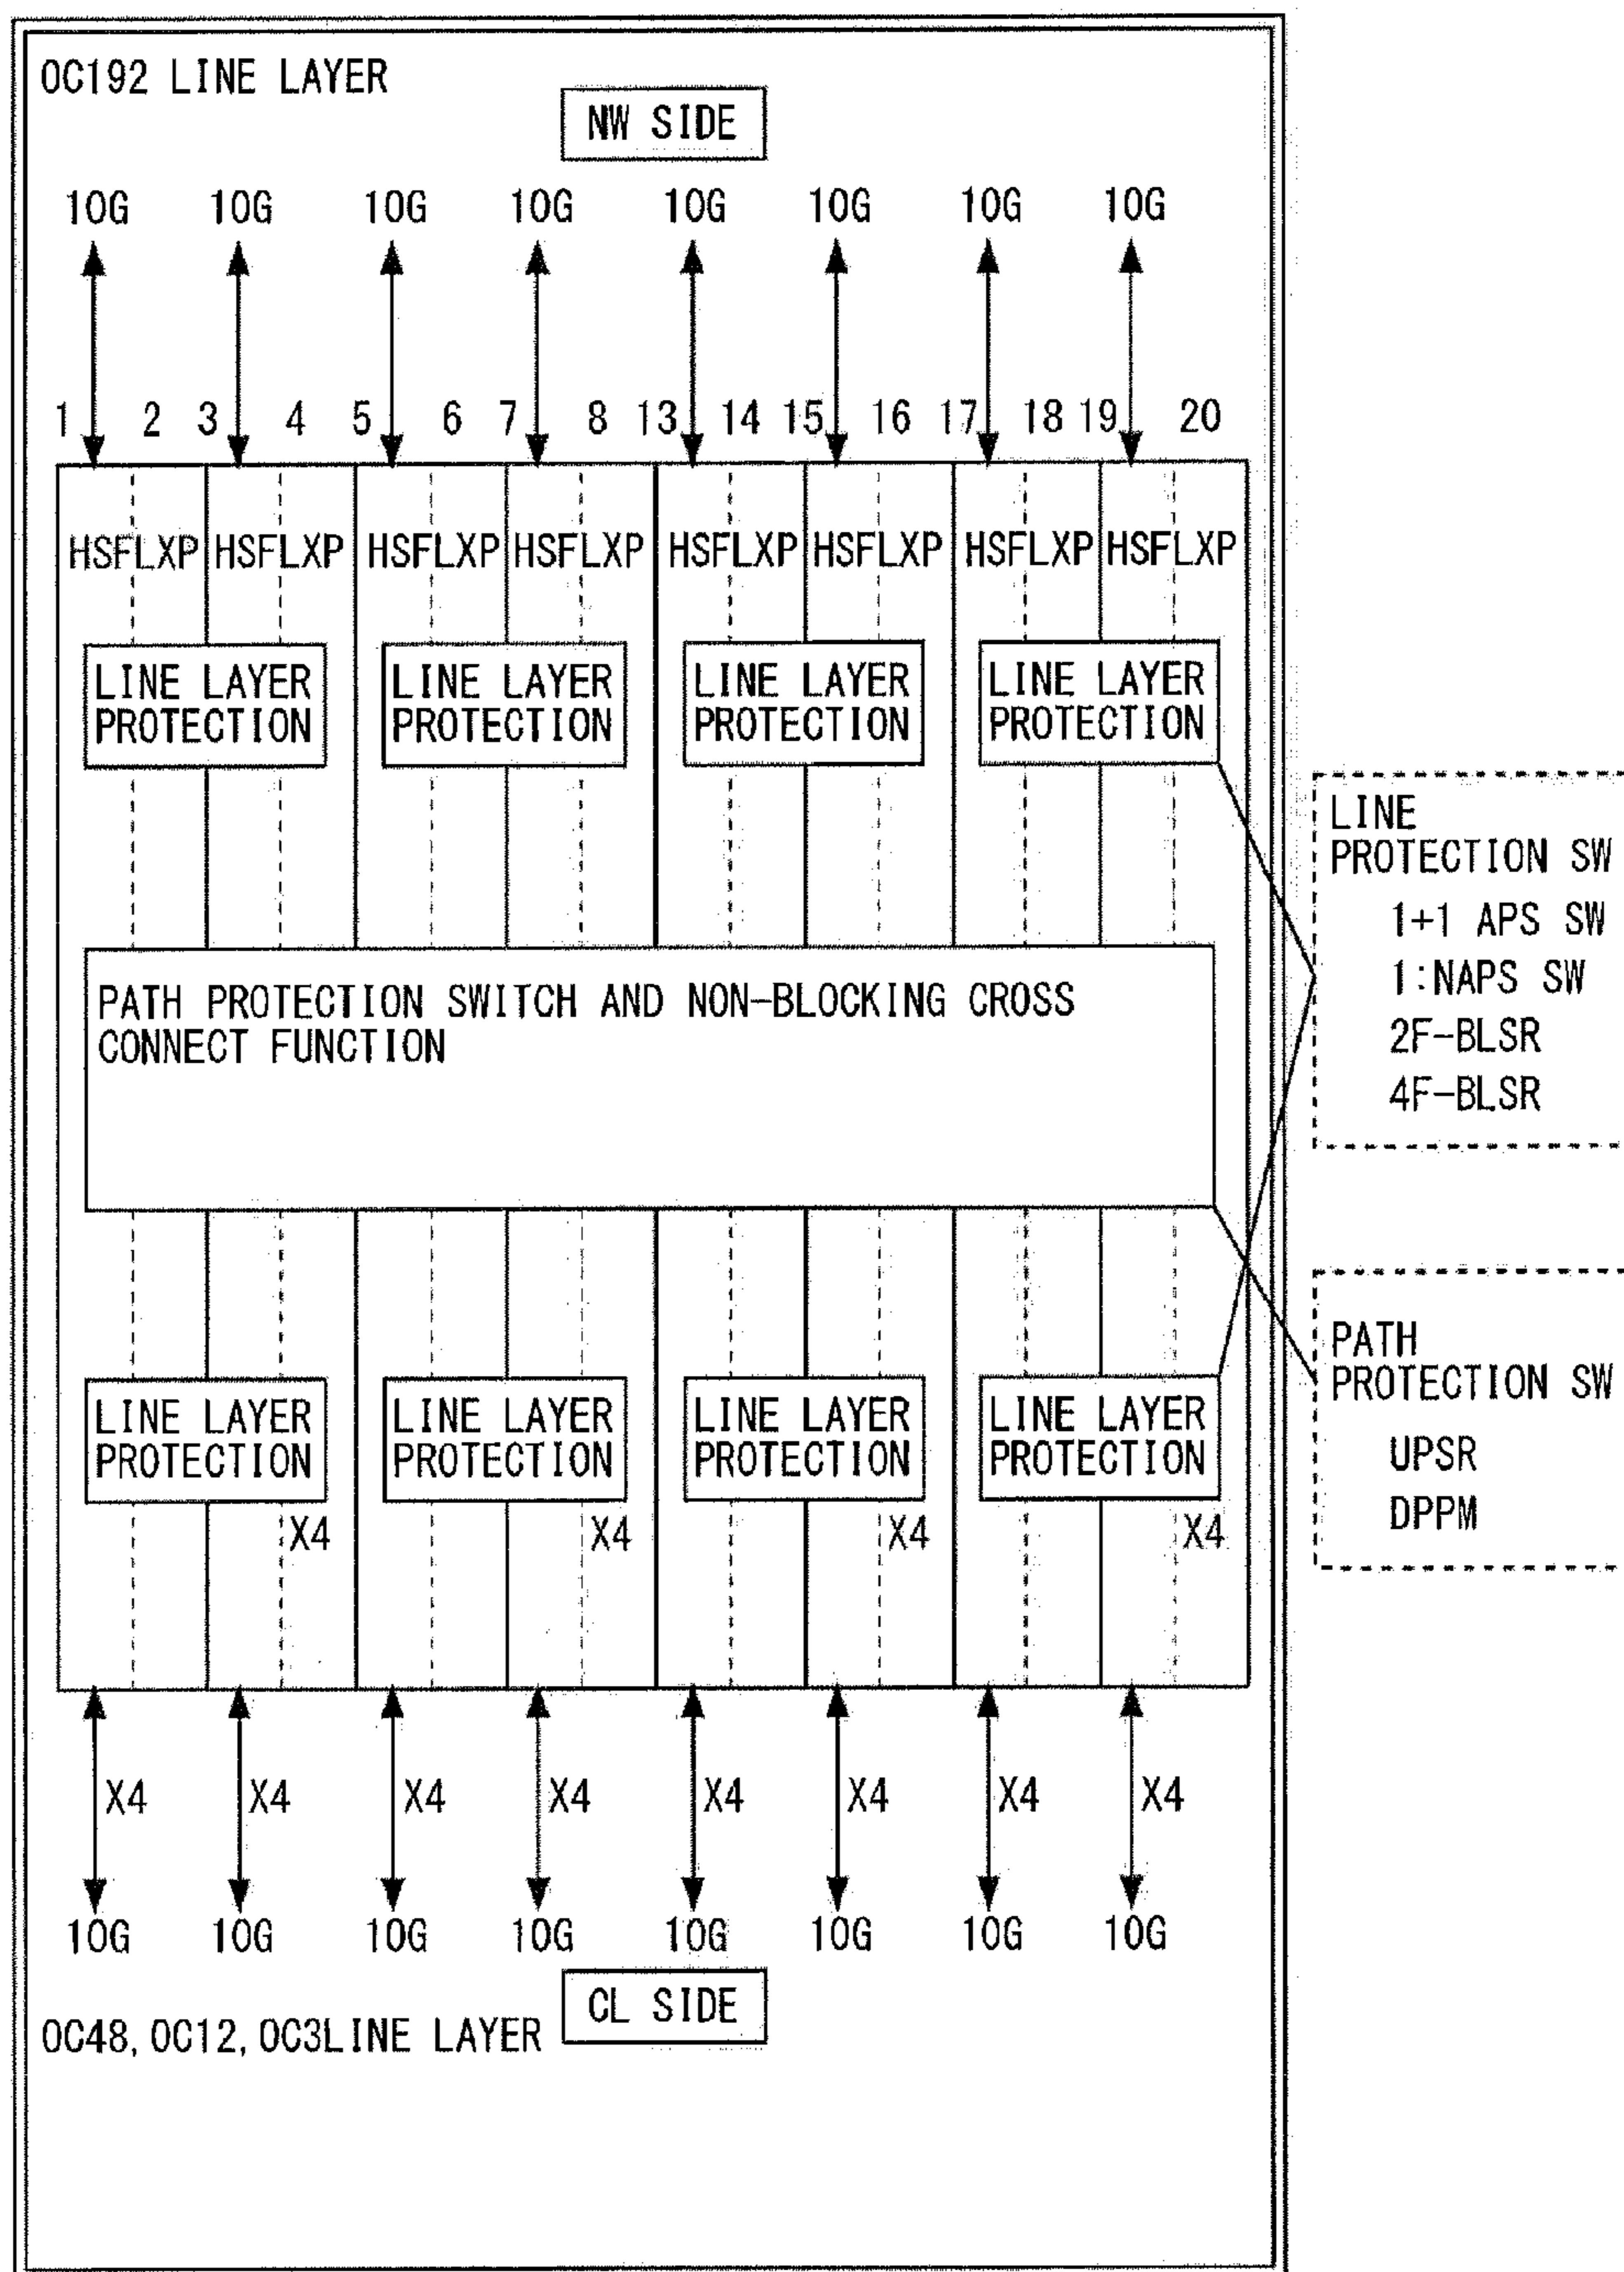 OC192 LINE LAYER
NW SIDE
10G 10G 10G 10G 10G 10G 10G 10G
1 2 3 4 5 6 7 8 13 14 15 16 17 18 19 20
HSFLXP HSFLXP HSFLXP HSFLXP HSFLXP HSFLXP HSFLXP HSFLXP
LINE LAYER
PROTECTION
LINE LAYER
PROTECTION
LINE LAYER
PROTECTION
LINE LAYER
PROTECTION
LINE
PROTECTION SW
1+1 APS SW
1:NAPS SW
2F-BLSR
4F-BLSR
PATH PROTECTION SWITCH AND NON-BLOCKING CROSS
CONNECT FUNCTION
PATH
PROTECTION SW
UPSR
DPPM
LINE LAYER
PROTECTION
X4
LINE LAYER
PROTECTION
X4
LINE LAYER
PROTECTION
X4
LINE LAYER
PROTECTION
X4
X4 X4 X4 X4 X4 X4 X4 X4
10G 10G 10G 10G 10G 10G 10G 10G
CL SIDE
OC48, OC12, OC3LINE LAYER